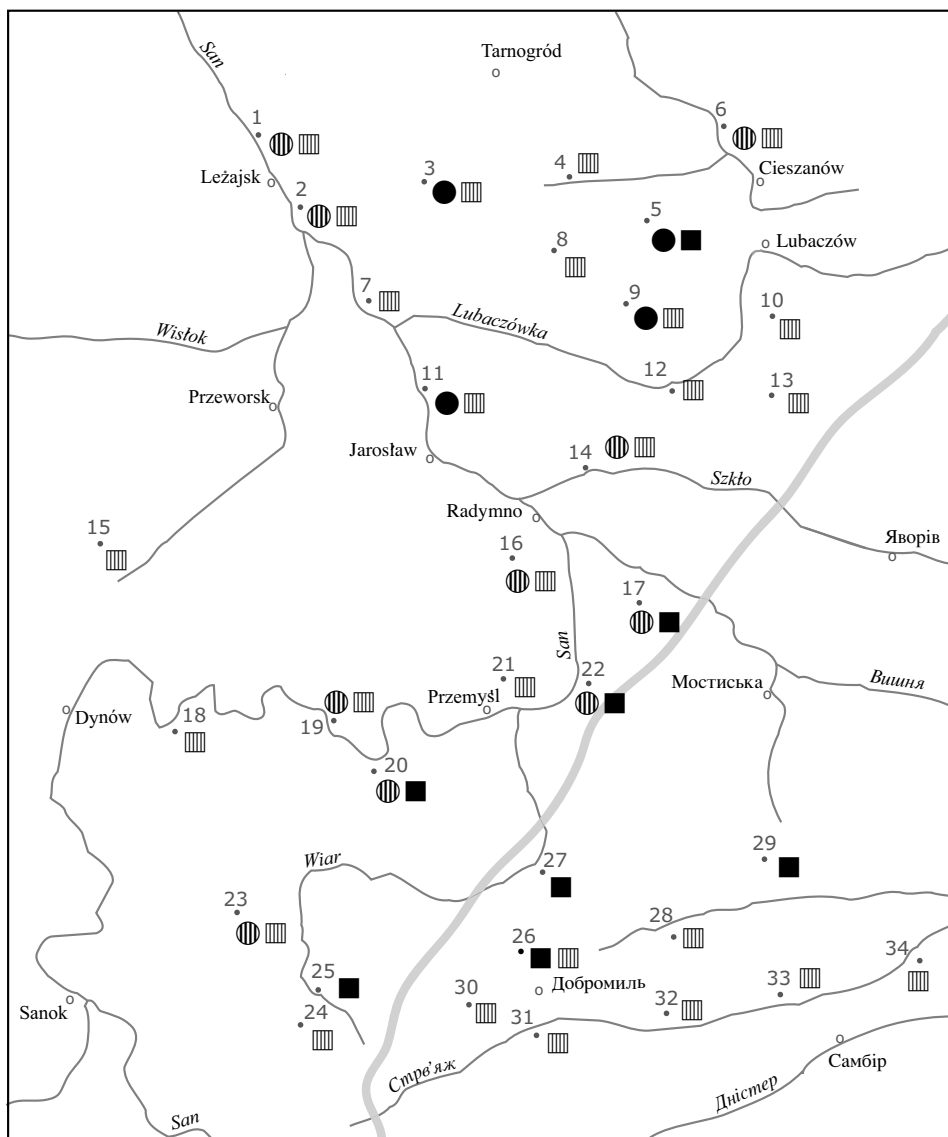 San
Tarnogród
1
6
Leżajsk
2
3
4
Cieszanów
5
8
Lubaczów
7
9
10
Wisłok
Lubaczówka
Przeworsk
11
12
13
Jarosław
14
Szkło
Radymno
15
16
Яворів
17
San
21
22
Мостиська
Вишня
Dynów
18
19
Przemyśl
20
Wiar
27
29
23
26
28
34
25
Sanok
24
30
Добромиль
32
33
31
Стрв'яж
Самбір
Дністер
San